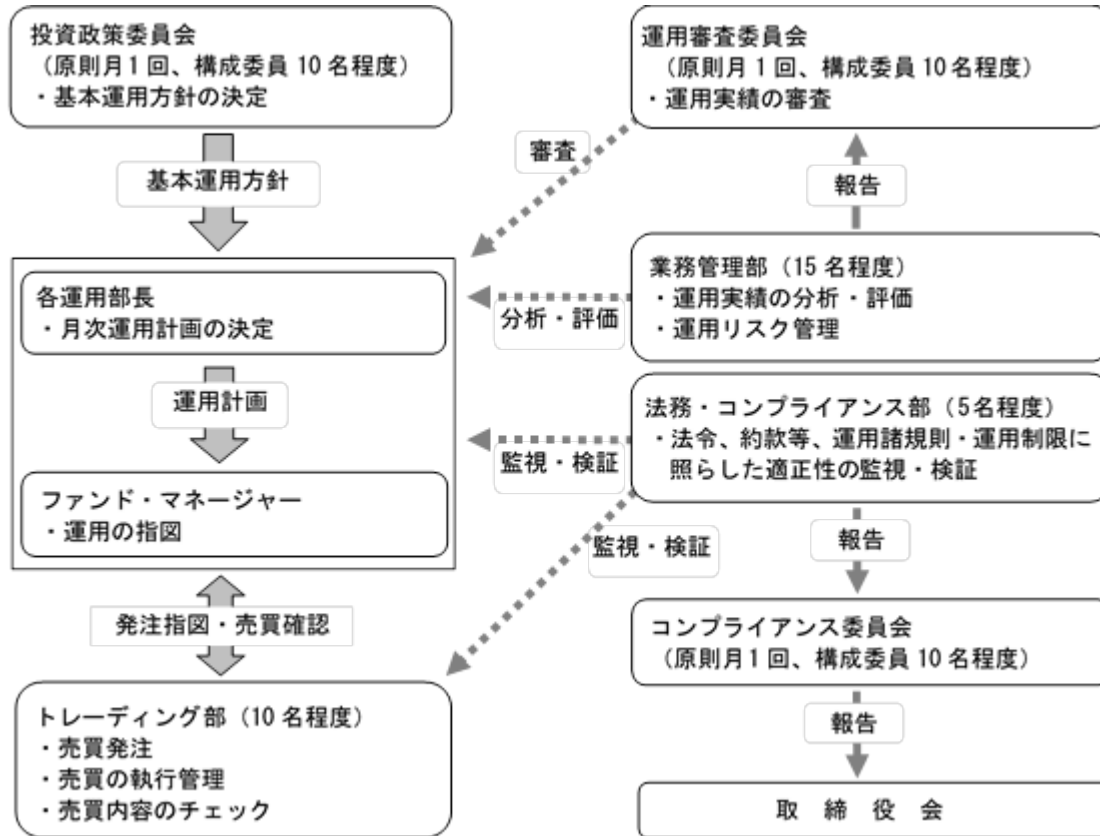 投資政策委員会
（原則月１回、構成委員 10 名程度）
・基本運用方針の決定
基本運用方針
各運用部長
・月次運用計画の決定
運用計画
ファンド・マネージャー
・運用の指図
発注指図・売買確認
トレーディング部（10 名程度）
・売買発注
・売買の執行管理
・売買内容のチェック
運用審査委員会
（原則月 1 回、構成委員 10 名程度）
・運用実績の審査
審査
報告
業務管理部（15 名程度）
・運用実績の分析・評価
・運用リスク管理
分析・評価
法務・コンプライアンス部（5名程度）
・法令、約款等、運用諸規則・運用制限に
照らした適正性の監視・検証
監視・検証
監視・検証
報告
コンプライアンス委員会
（原則月１回、構成委員 10 名程度）
報告
取　締　役　会